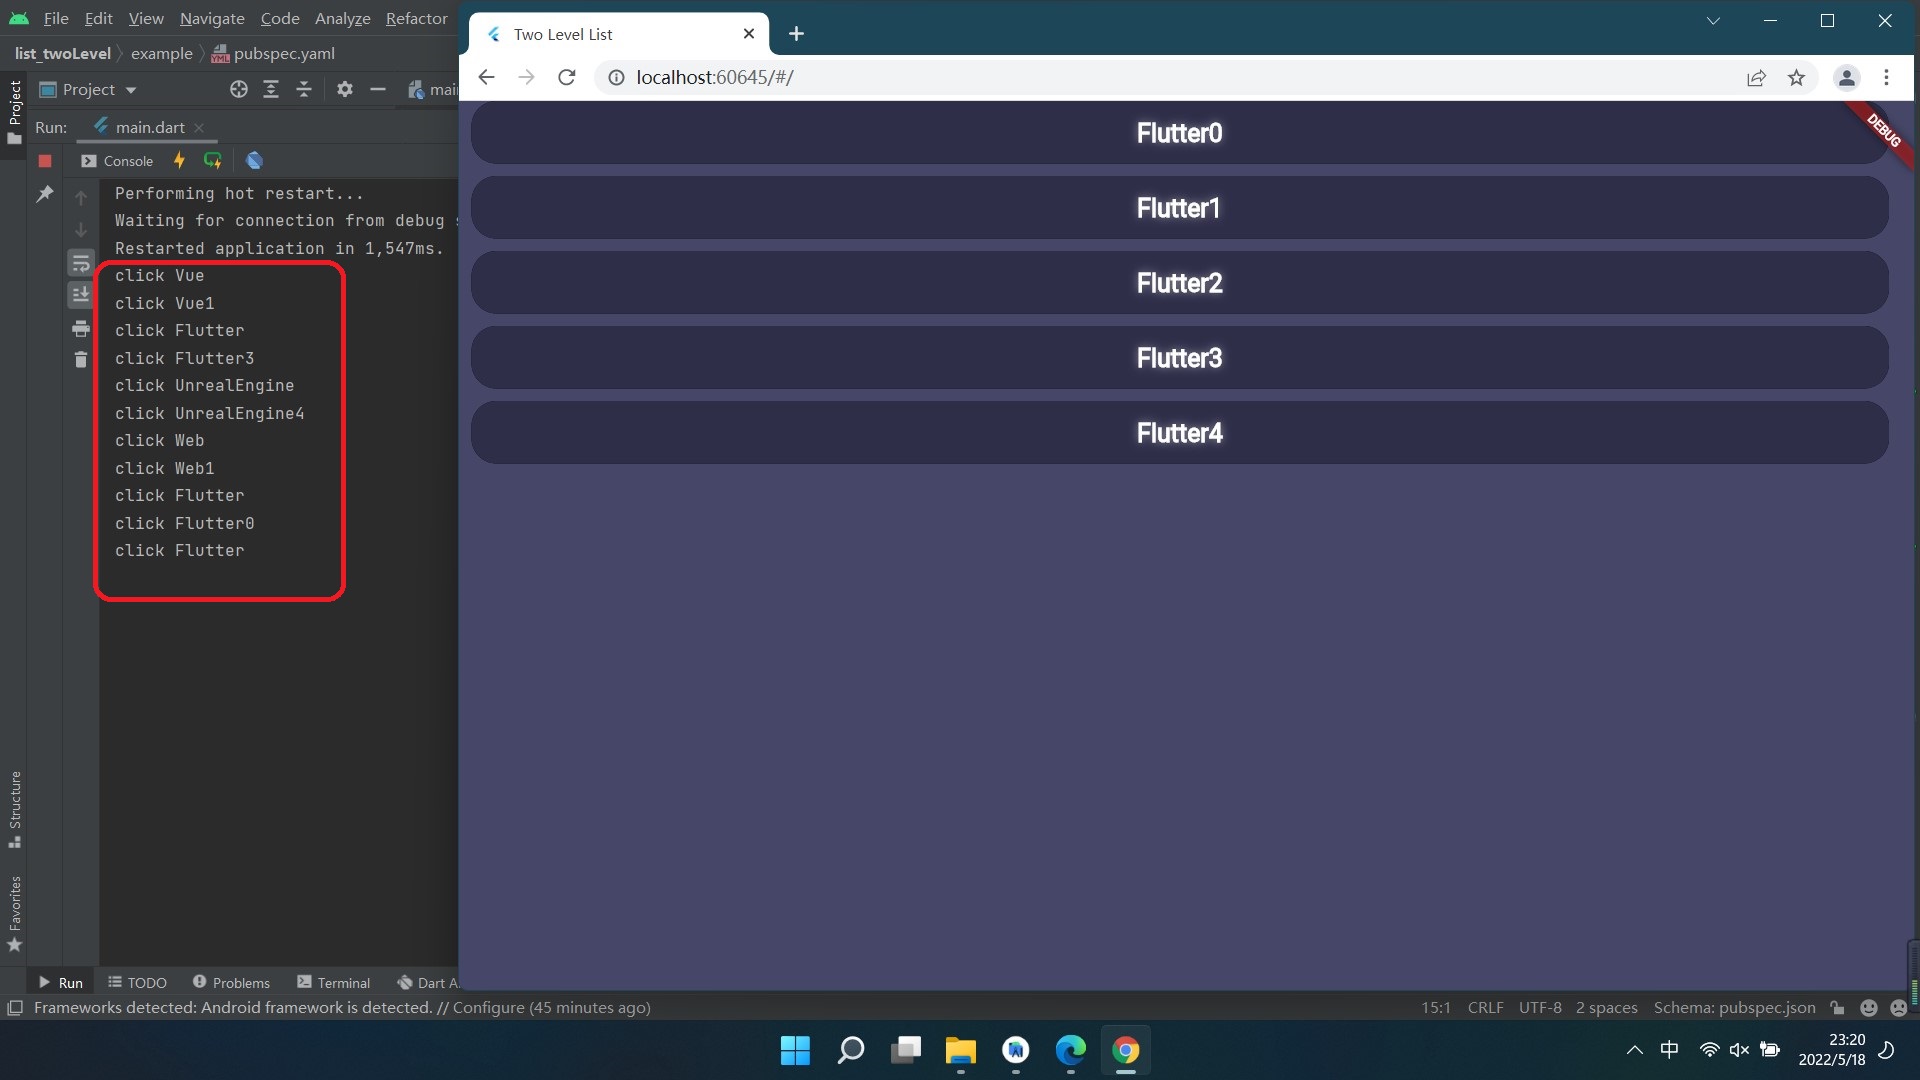 File Edit View Navigate Code Analyze Refactor
list_twoLevel example pubspec.yaml
Project
Project
Run: main.dart
Console
Performing hot restart...
Waiting for connection from debug
Restarted application in 1,547ms.
click Vue
click Vue1
click Flutter
click Flutter3
click UnrealEngine
click UnrealEngine4
click Web
click Web1
click Flutter
click Flutter0
click Flutter
Structure
Favorites
Run TODO Problems Terminal Dart A
Frameworks detected: Android framework is detected. // Configure (45 minutes ago)
15:1 CRLF UTF-8 2 spaces Schema: pubspec.json
Two Level List
localhost:60645/#/
DEBUG
Flutter0
Flutter1
Flutter2
Flutter3
Flutter4
中
23:20
2022/5/18